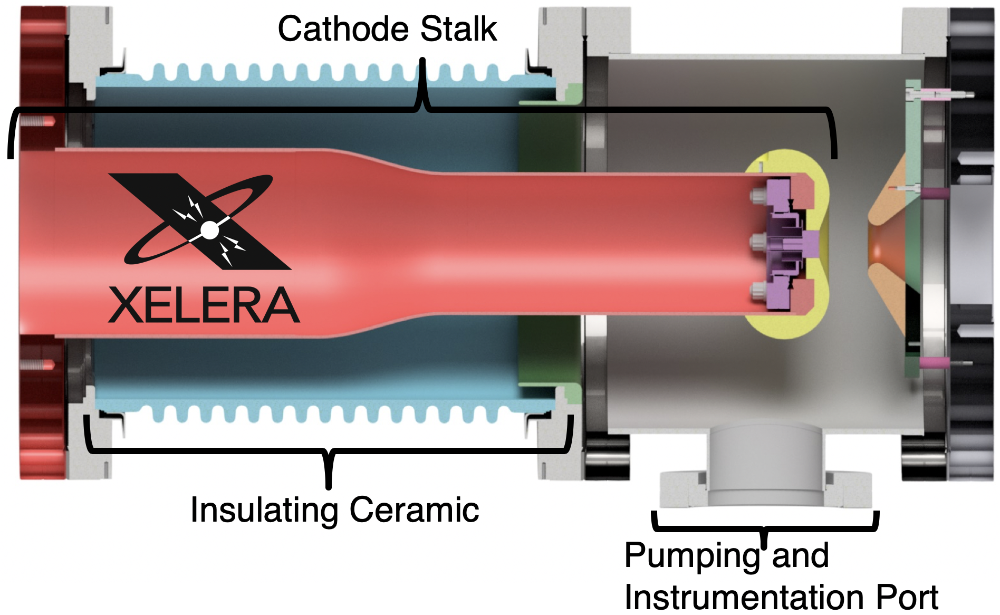 Cathode Stalk
XELERA
Insulating Ceramic
Pumping and
Instrumentation Port